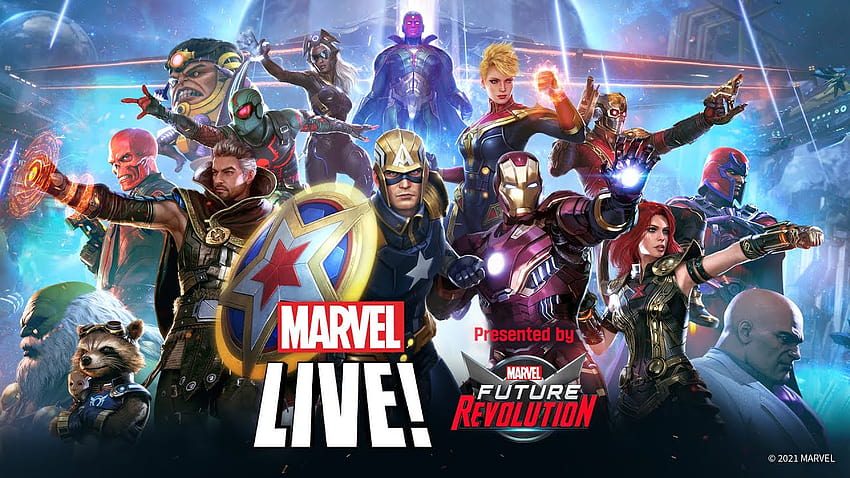 MARVEL
LIVE!
Presented by
MARVEL
FUTURE
REVOLUTION
© 2021 MARVEL